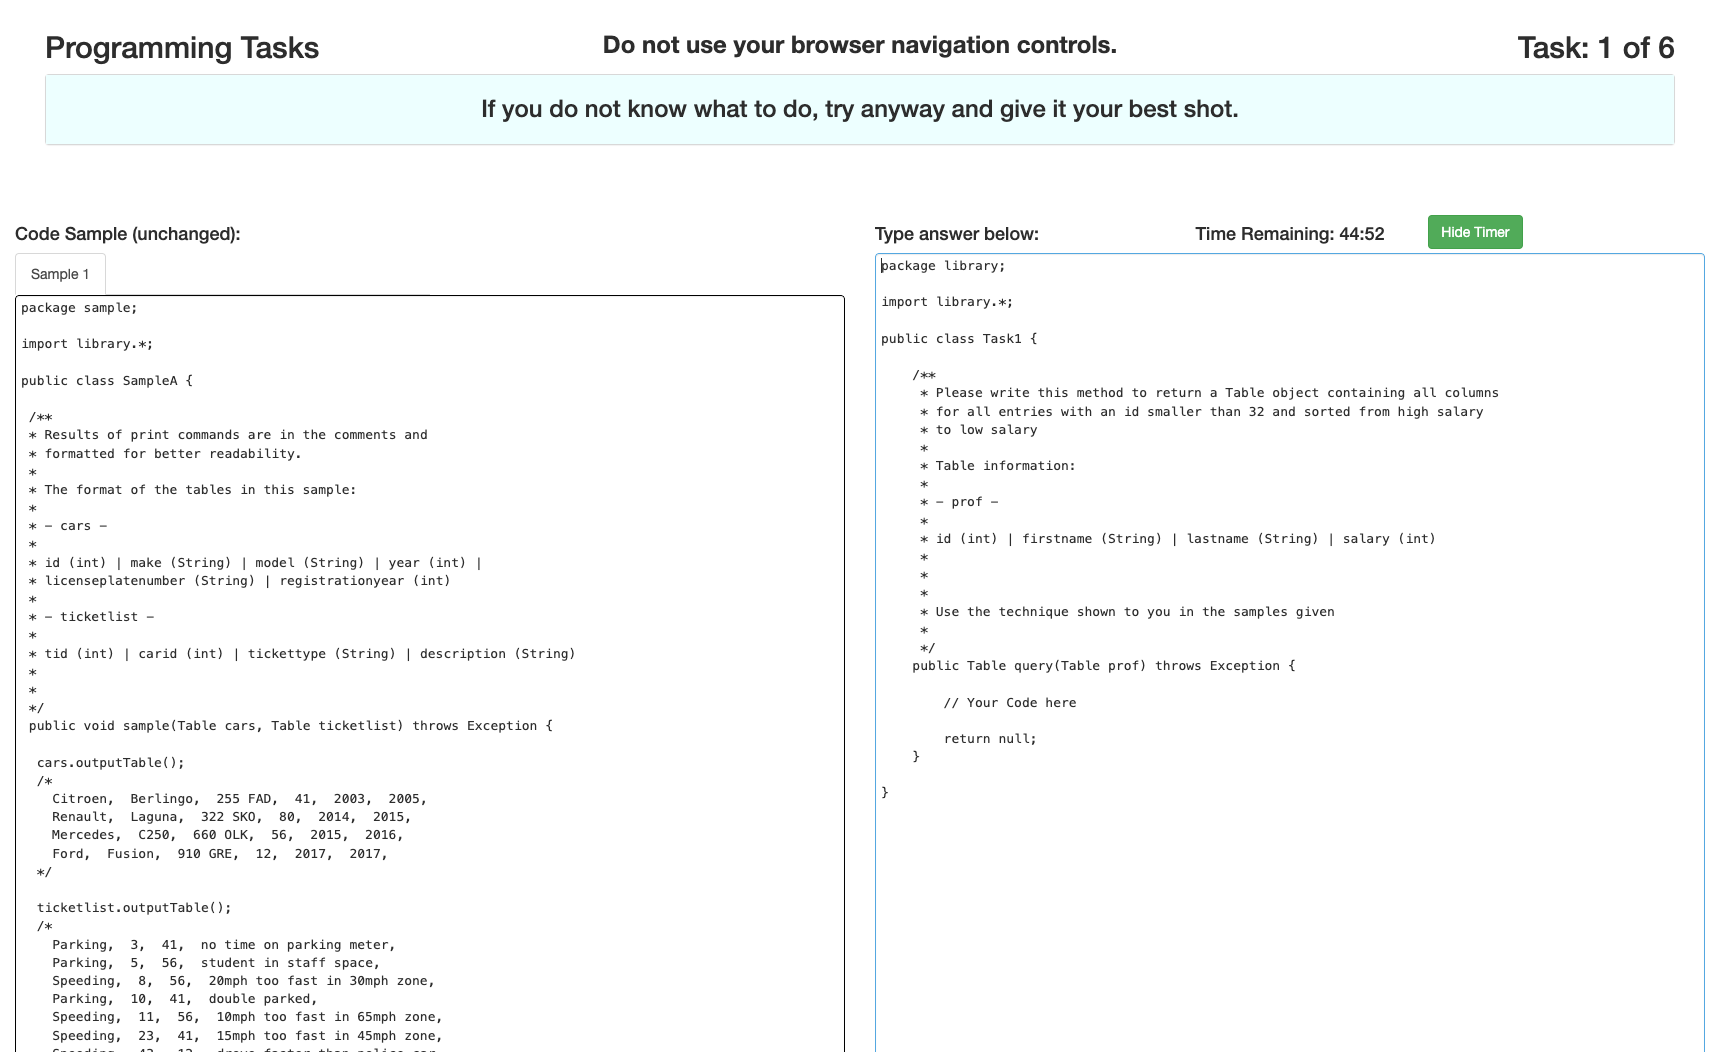 Programming Tasks
Do not use your browser navigation controls.
Task: 1 of 6
If you do not know what to do, try anyway and give it your best shot.
Code Sample (unchanged):
Sample 1
package sample;
import library.*;
public class SampleA {
/**
* Results of print commands are in the comments and
* formatted for better readability.
*
* The format of the tables in this sample:
*
* – cars –
*
* id (int) | make (String) | model (String) | year (int) |
* licenseplatenumber (String) | registrationyear (int)
*
* – ticketlist –
*
* tid (int) | carid (int) | tickettype (String) | description (String)
*
*
*/
public void sample(Table cars, Table ticketlist) throws Exception {
cars.outputTable();
/*
Citroen,  Berlingo,  255 FAD,  41,  2003,  2005,
Renault,  Laguna,  322 SKO,  80,  2014,  2015,
Mercedes,  C250,  660 OLK,  56,  2015,  2016,
Ford,  Fusion,  910 GRE,  12,  2017,  2017,
*/
ticketlist.outputTable();
/*
Parking,  3,  41,  no time on parking meter,
Parking,  5,  56,  student in staff space,
Speeding,  8,  56,  20mph too fast in 30mph zone,
Parking,  10,  41,  double parked,
Speeding,  11,  56,  10mph too fast in 65mph zone,
Speeding,  23,  41,  15mph too fast in 45mph zone,
Type answer below:
Time Remaining: 44:52
Hide Timer
package library;
import library.*;
public class Task1 {
/**
* Please write this method to return a Table object containing all columns
* for all entries with an id smaller than 32 and sorted from high salary
* to low salary
*
* Table information:
*
* – prof –
*
* id (int) | firstname (String) | lastname (String) | salary (int)
*
*
*
* Use the technique shown to you in the samples given
*
*/
public Table query(Table prof) throws Exception {
// Your Code here
return null;
}
}